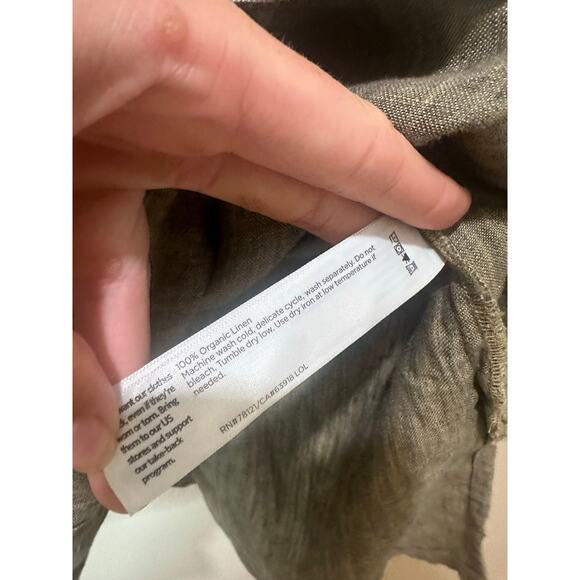 want our clothes
even if they're
worn or torn. Bring
them to our US
stores and support
our take-back
program.
100% Organic Linen
Machine wash cold, delicate cycle, wash separately. Do not
bleach, Tumble dry low. Use dry iron at low temperature if
needed.
RN#78121/CA#63918 LOL